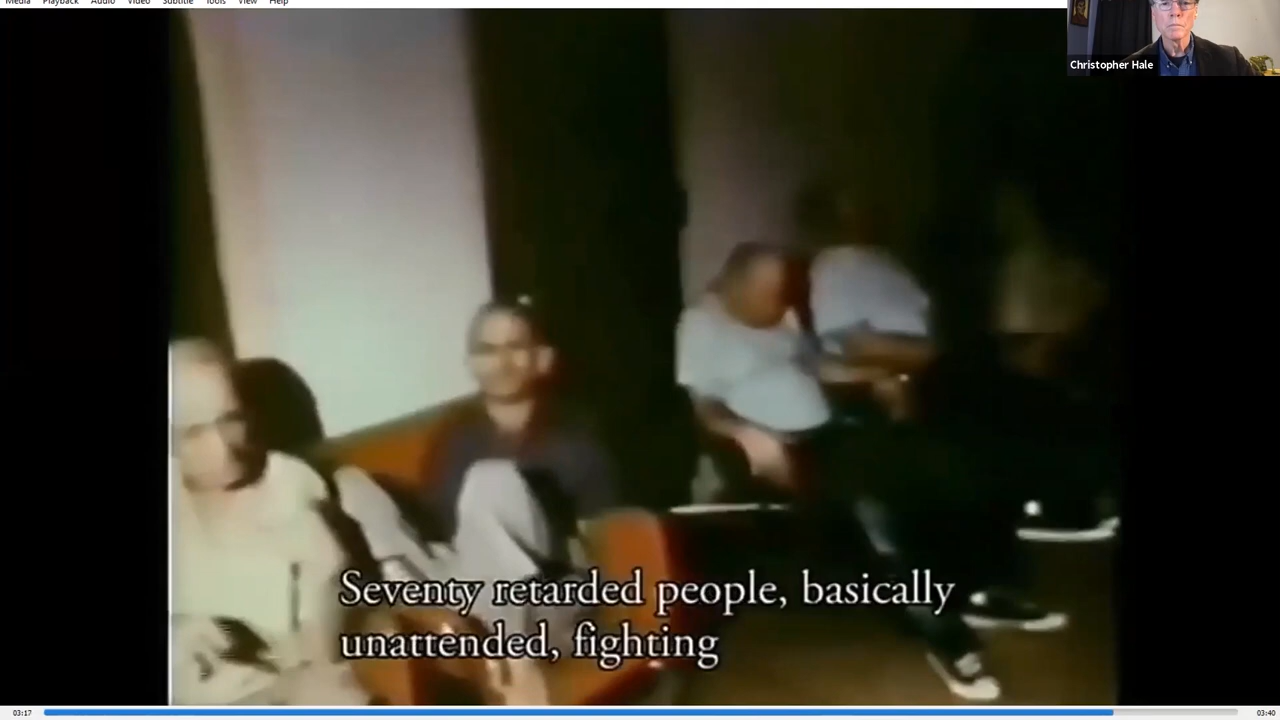 Media Playback Audio Video Subtitle Tools View Help
Christopher Hale
Seventy retarded people, basically
unattended, fighting
03:17
03:40